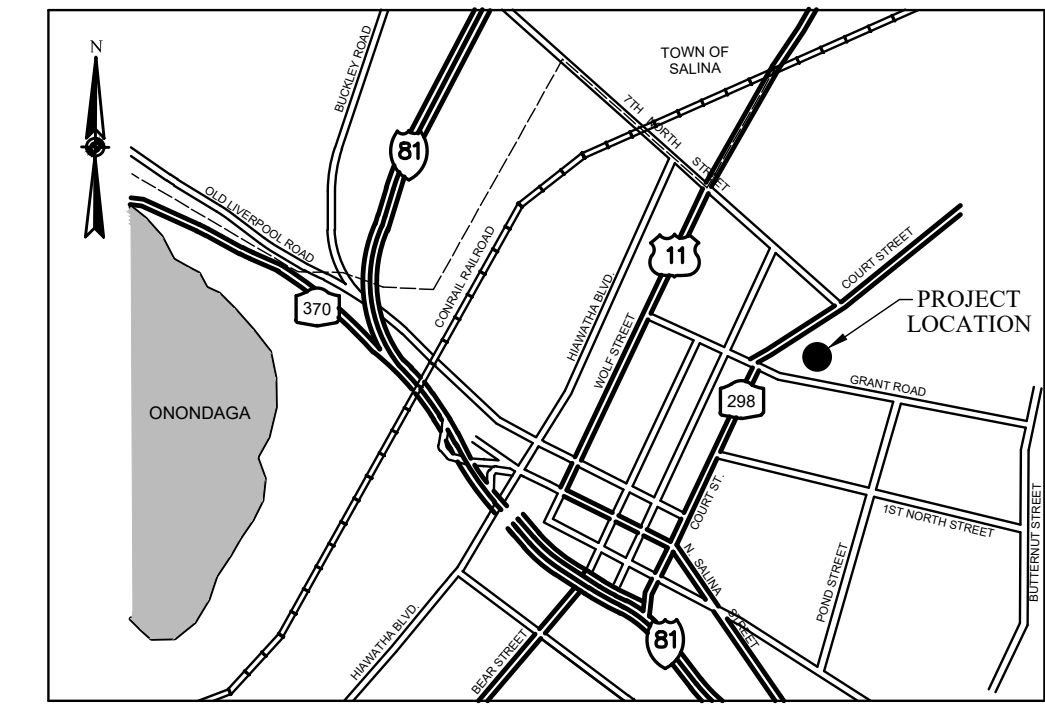 N
BUCKLEY ROAD
TOWN OF
SALINA
7TH NORTH STREET
81
OLD LIVERPOOL ROAD
CONRAIL RAILROAD
11
COURT STREET
370
HIAWATHA BLVD.
PROJECT
LOCATION
WOLF STREET
GRANT ROAD
298
ONONDAGA
COURT ST.
1ST NORTH STREET
BUTTERNUT STREET
N. SALINA STREET
POND STREET
HIAWATHA BLVD.
BEAR STREET
81